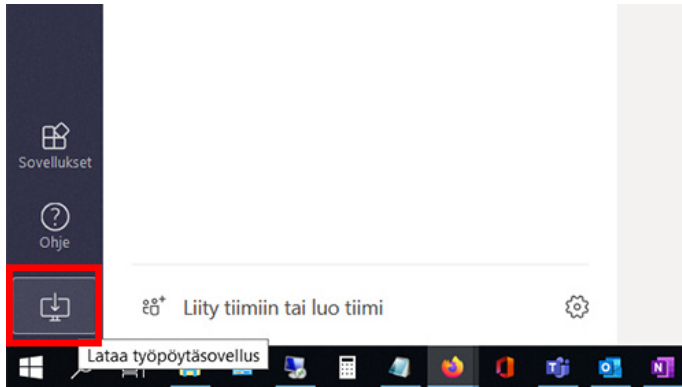 Sovellukset
Ohje
Liity tiimiin tai luo tiimi
Lataa työpöytäsovellus